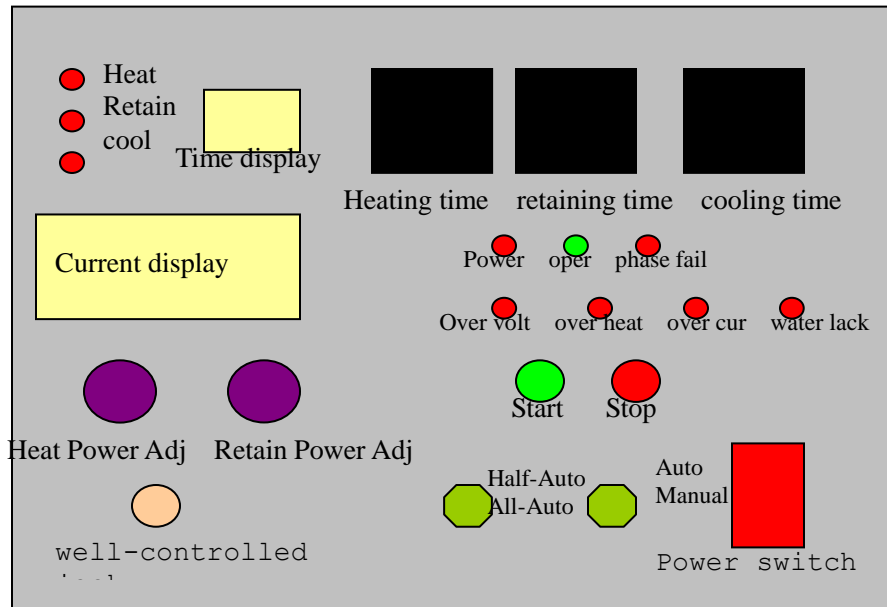 Heat
Retain
cool
Time display
Heating time
retaining time
cooling time
Current display
Power
oper
phase fail
Over volt
over heat
over cur
water lack
Start
Stop
Heat Power Adj
Retain Power Adj
Half-Auto
All-Auto
Auto
Manual
well-controlled
Power switch